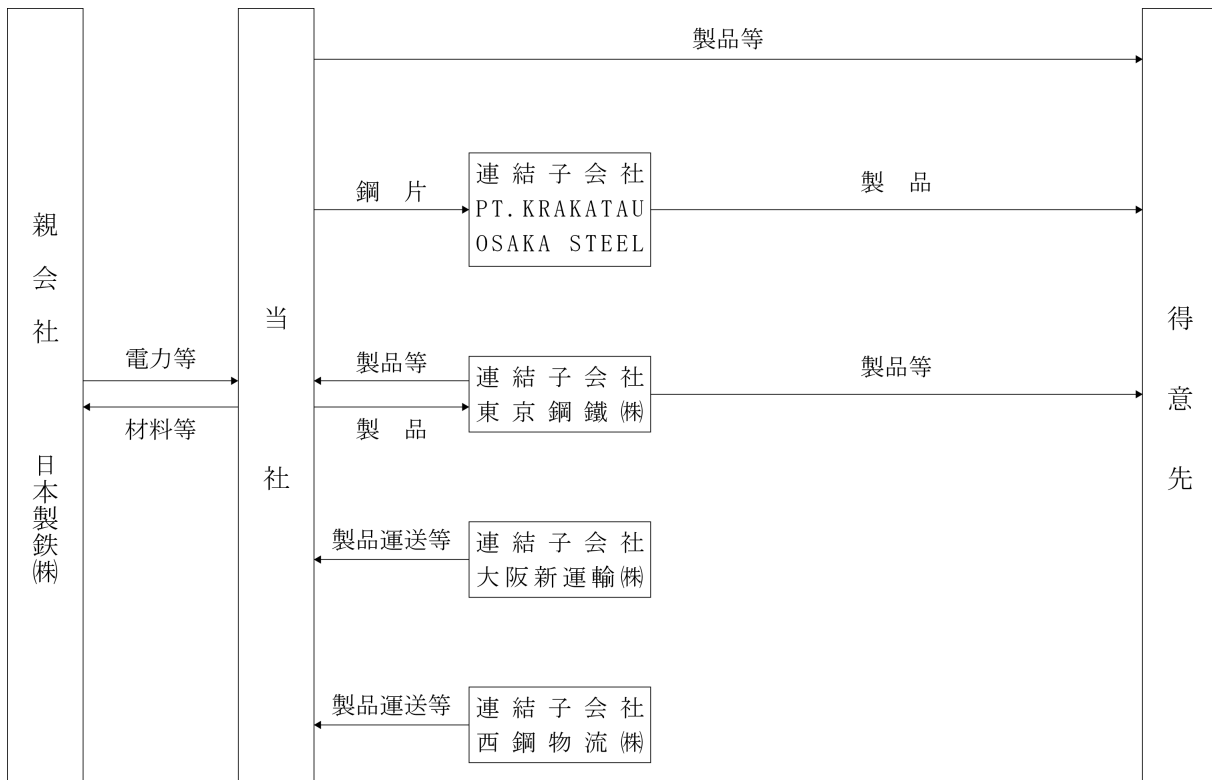 親会社　日本製鉄㈱
電力等
材料等
当社
製品等
鋼片
連結子会社
PT.KRAKATAU
OSAKA STEEL
製品
製品等
製品
連結子会社
東京鋼鐵㈱
製品等
製品運送等
連結子会社
大阪新運輸㈱
製品運送等
連結子会社
西鋼物流㈱
得意先